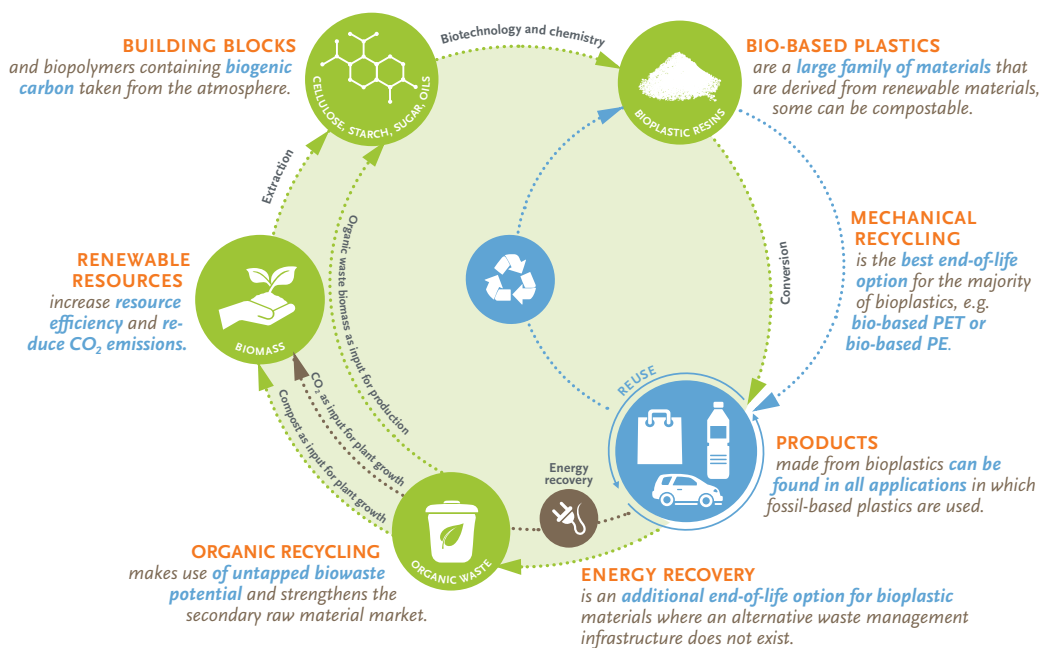 BUILDING BLOCKS
and biopolymers containing biogenic
carbon taken from the atmosphere.
CELLULOSE, STARCH, SUGAR, OILS
Biotechnology and chemistry
BIOPLASTIC RESINS
BIO-BASED PLASTICS
are a large family of materials that
are derived from renewable materials,
some can be compostable.
Extraction
Organic waste biomass as input for production
Conversion
MECHANICAL
RECYCLING
is the best end-of-life
option for the majority
of bioplastics, e.g.
bio-based PET or
bio-based PE.
RENEWABLE
RESOURCES
increase resource
efficiency and re-
duce CO₂ emissions.
BIOMASS
CO₂ as input for plant growth
Compost as input for plant growth
REUSE
PRODUCTS
made from bioplastics can be
found in all applications in which
fossil-based plastics are used.
Energy
recovery
ORGANIC WASTE
ORGANIC RECYCLING
makes use of untapped biowaste
potential and strengthens the
secondary raw material market.
ENERGY RECOVERY
is an additional end-of-life option for bioplastic
materials where an alternative waste management
infrastructure does not exist.